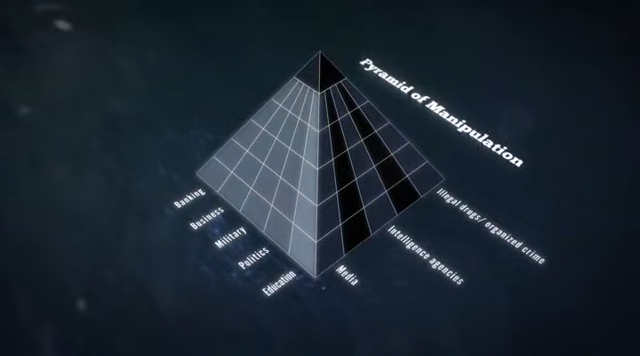 Pyramid of Manipulation
Banking
Business
Military
Politics
Education
Media
Intelligence agencies
Illegal drugs/ organized crime